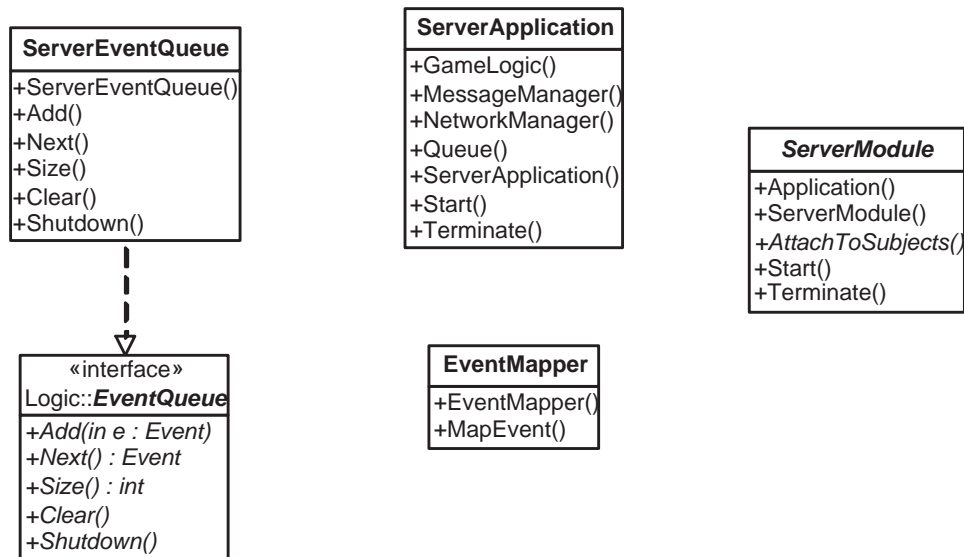 ServerEventQueue
+ServerEventQueue()
+Add()
+Next()
+Size()
+Clear()
+Shutdown()
«interface»
Logic::EventQueue
+Add(in e : Event)
+Next() : Event
+Size() : int
+Clear()
+Shutdown()
ServerApplication
+GameLogic()
+MessageManager()
+NetworkManager()
+Queue()
+ServerApplication()
+Start()
+Terminate()
EventMapper
+EventMapper()
+MapEvent()
ServerModule
+Application()
+ServerModule()
+AttachToSubjects()
+Start()
+Terminate()